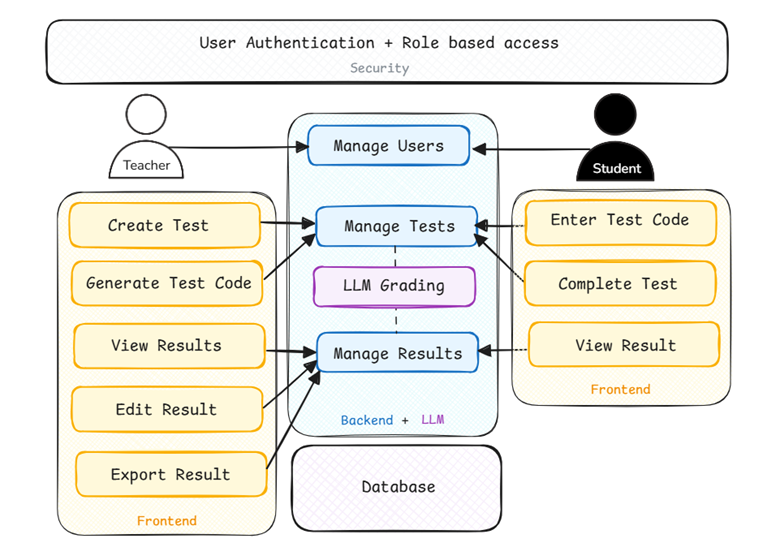 User Authentication + Role based access
Security
Teacher
Student
Manage Users
Create Test
Generate Test Code
View Results
Edit Result
Export Result
Frontend
Manage Tests
LLM Grading
Manage Results
Backend + LLM
Enter Test Code
Complete Test
View Result
Frontend
Database